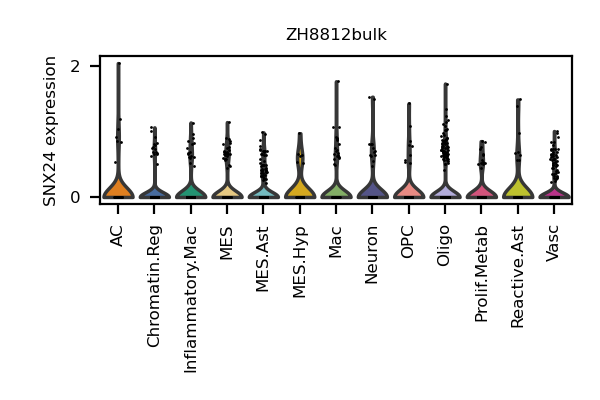 ZH8812bulk
SNX24 expression
2
0
AC
Chromatin.Reg
Inflammatory.Mac
MES
MES.Ast
MES.Hyp
Mac
Neuron
OPC
Oligo
Prolif.Metab
Reactive.Ast
Vasc